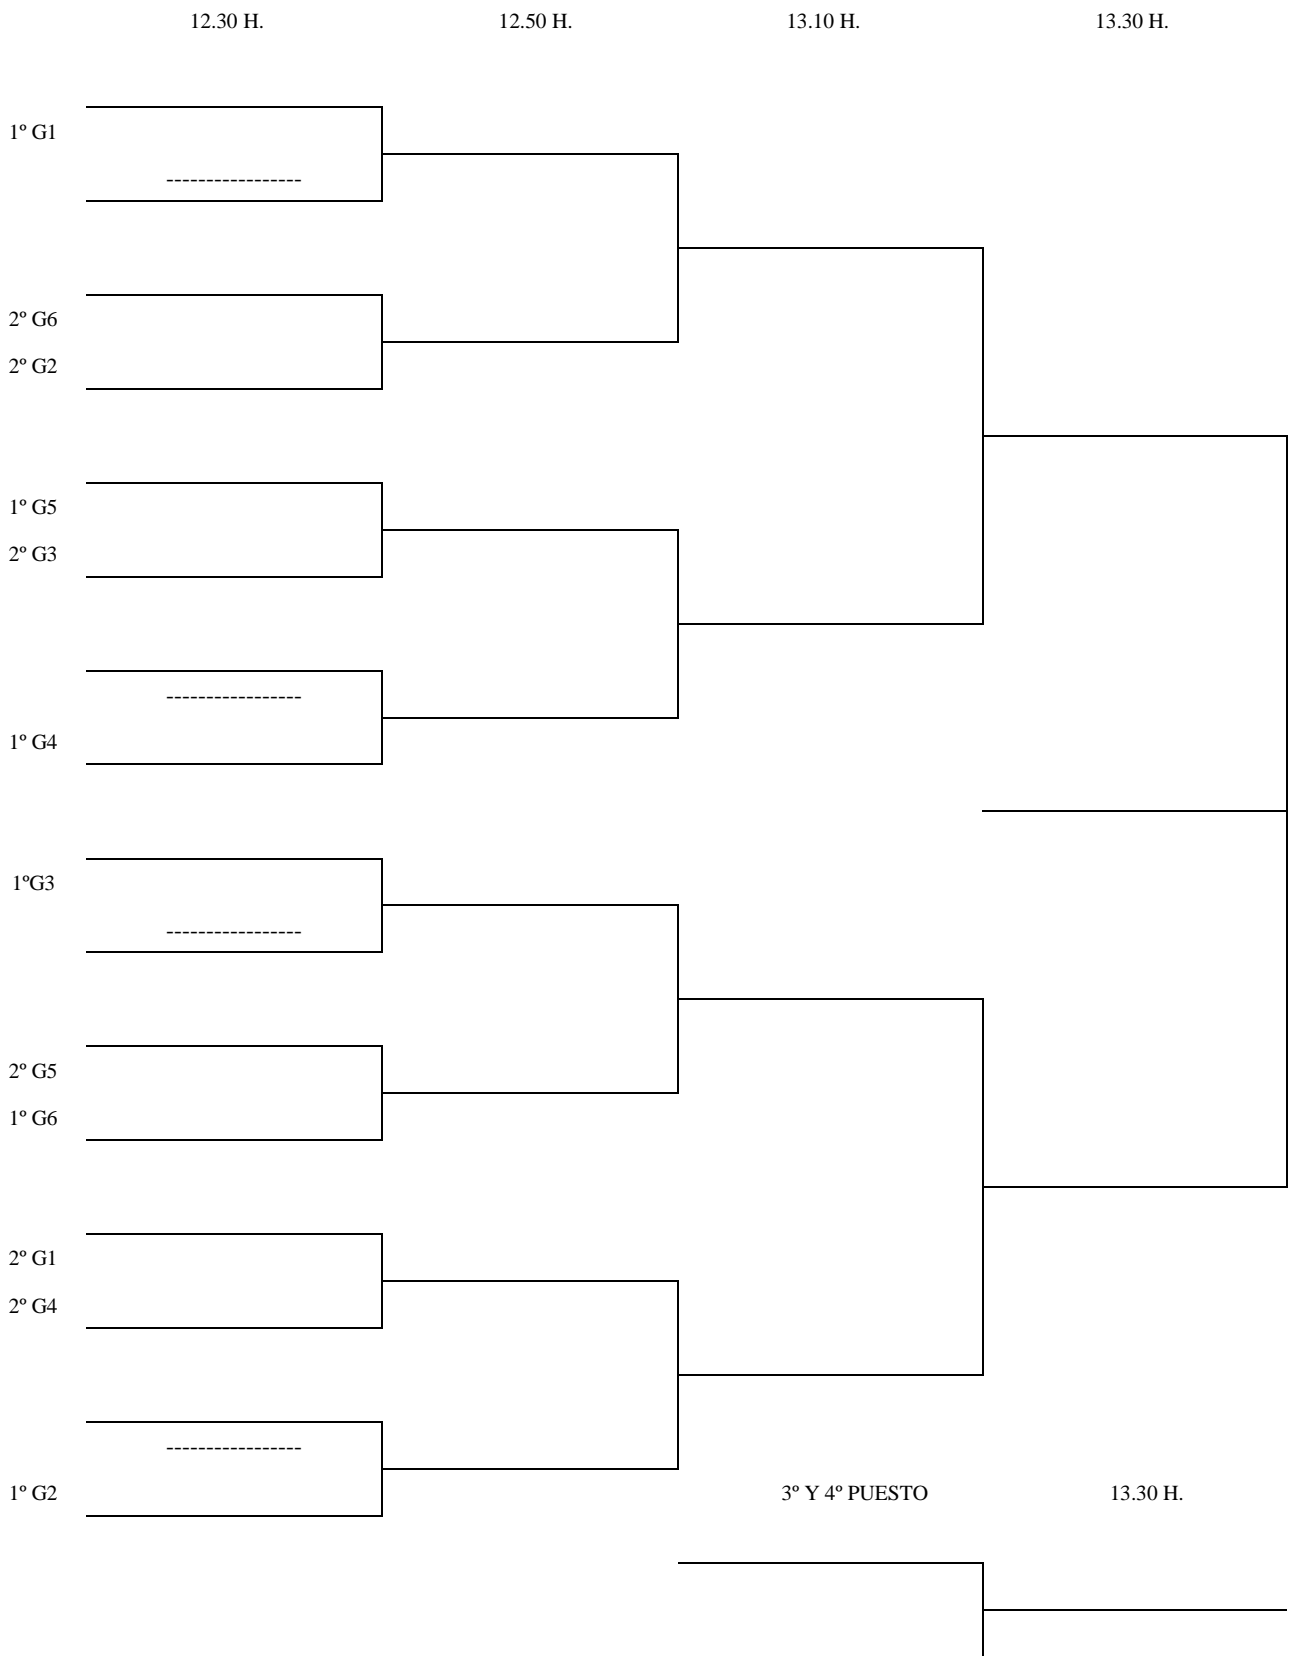 12.30 H. 12.50 H. 13.10 H. 13.30 H.
1º G1
-----------------
2º G6
2º G2
1º G5
2º G3
-----------------
1º G4
1ºG3
-----------------
2º G5
1º G6
2º G1
2º G4
-----------------
1º G2 3º Y 4º PUESTO 13.30 H.